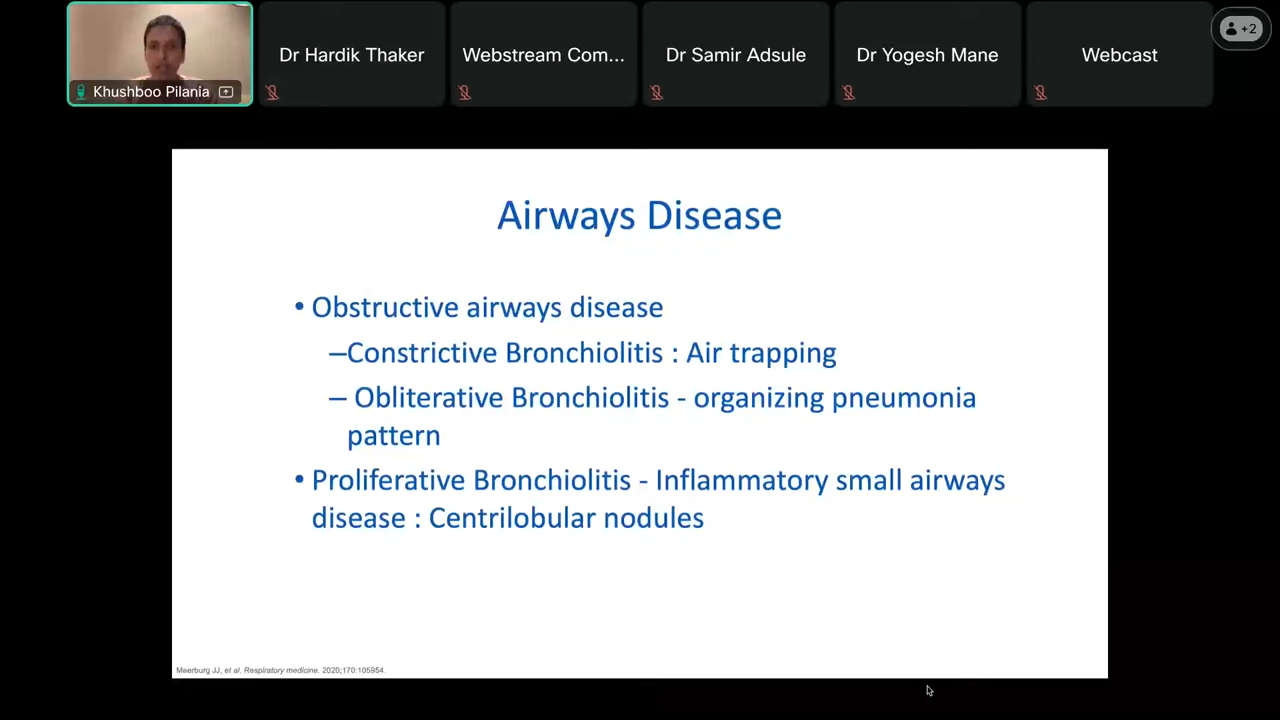 Khushboo Pilania
Dr Hardik Thaker
Webstream Com...
Dr Samir Adsule
Dr Yogesh Mane
Webcast
+2
Airways Disease
• Obstructive airways disease
–Constrictive Bronchiolitis : Air trapping
– Obliterative Bronchiolitis - organizing pneumonia
pattern
• Proliferative Bronchiolitis - Inflammatory small airways
disease : Centrilobular nodules
Meerburg JJ, et al. Respiratory medicine. 2020;170:105954.